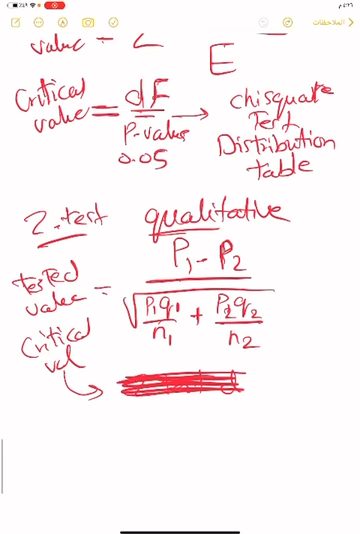 الملاحظات
value = Σ
E
Critical value = dF / P-value 0.05 → chisquate Test Distribution table
Z.test qualitative
tested value = P1 - P2 / √ P1q1/n1 + P2q2/n2
Critical val